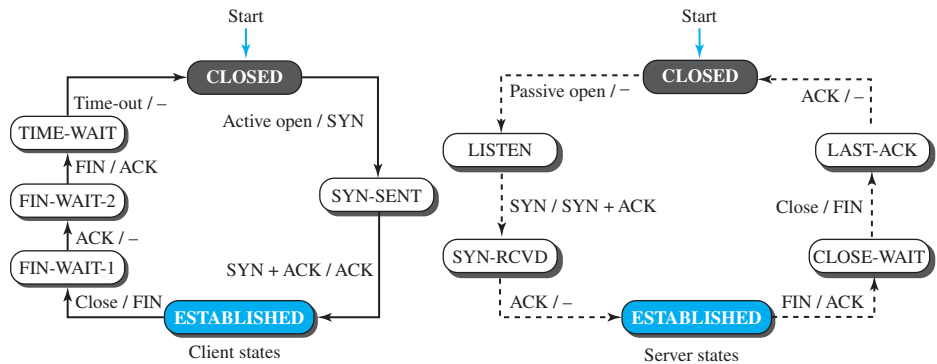 Start
CLOSED
Time-out / –
Active open / SYN
TIME-WAIT
FIN / ACK
SYN-SENT
FIN-WAIT-2
ACK / –
FIN-WAIT-1
SYN + ACK / ACK
Close / FIN
ESTABLISHED
Client states
Start
CLOSED
Passive open / –
ACK / –
LISTEN
LAST-ACK
SYN / SYN + ACK
Close / FIN
SYN-RCVD
CLOSE-WAIT
ACK / –
FIN / ACK
ESTABLISHED
Server states